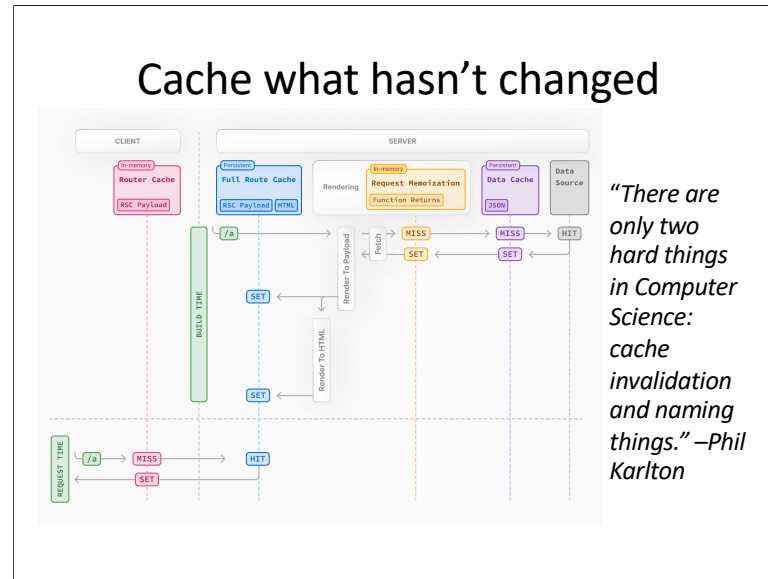 Cache what hasn’t changed
CLIENT
SERVER
In-memory
Router Cache
RSC Payload
Persistent
Full Route Cache
RSC Payload
HTML
Rendering
In-memory
Request Memoization
Function Returns
Persistent
Data Cache
JSON
Data
Source
BUILD TIME
/a
Render To Payload
Fetch
MISS
MISS
HIT
SET
SET
SET
Render To HTML
SET
REQUEST TIME
/a
MISS
HIT
SET
“There are
only two
hard things
in Computer
Science:
cache
invalidation
and naming
things.” –Phil
Karlton